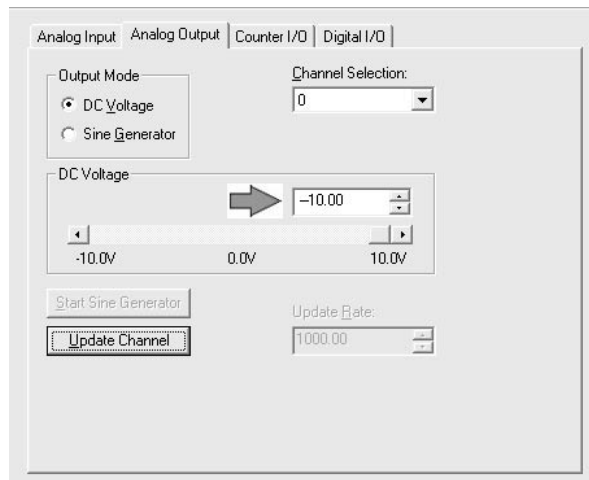 Analog Input Analog Output Counter I/O Digital I/O
Output Mode
DC Voltage
Sine Generator
Channel Selection:
0
DC Voltage
–10.00
-10.0V 0.0V 10.0V
Start Sine Generator
Update Channel
Update Rate:
1000.00